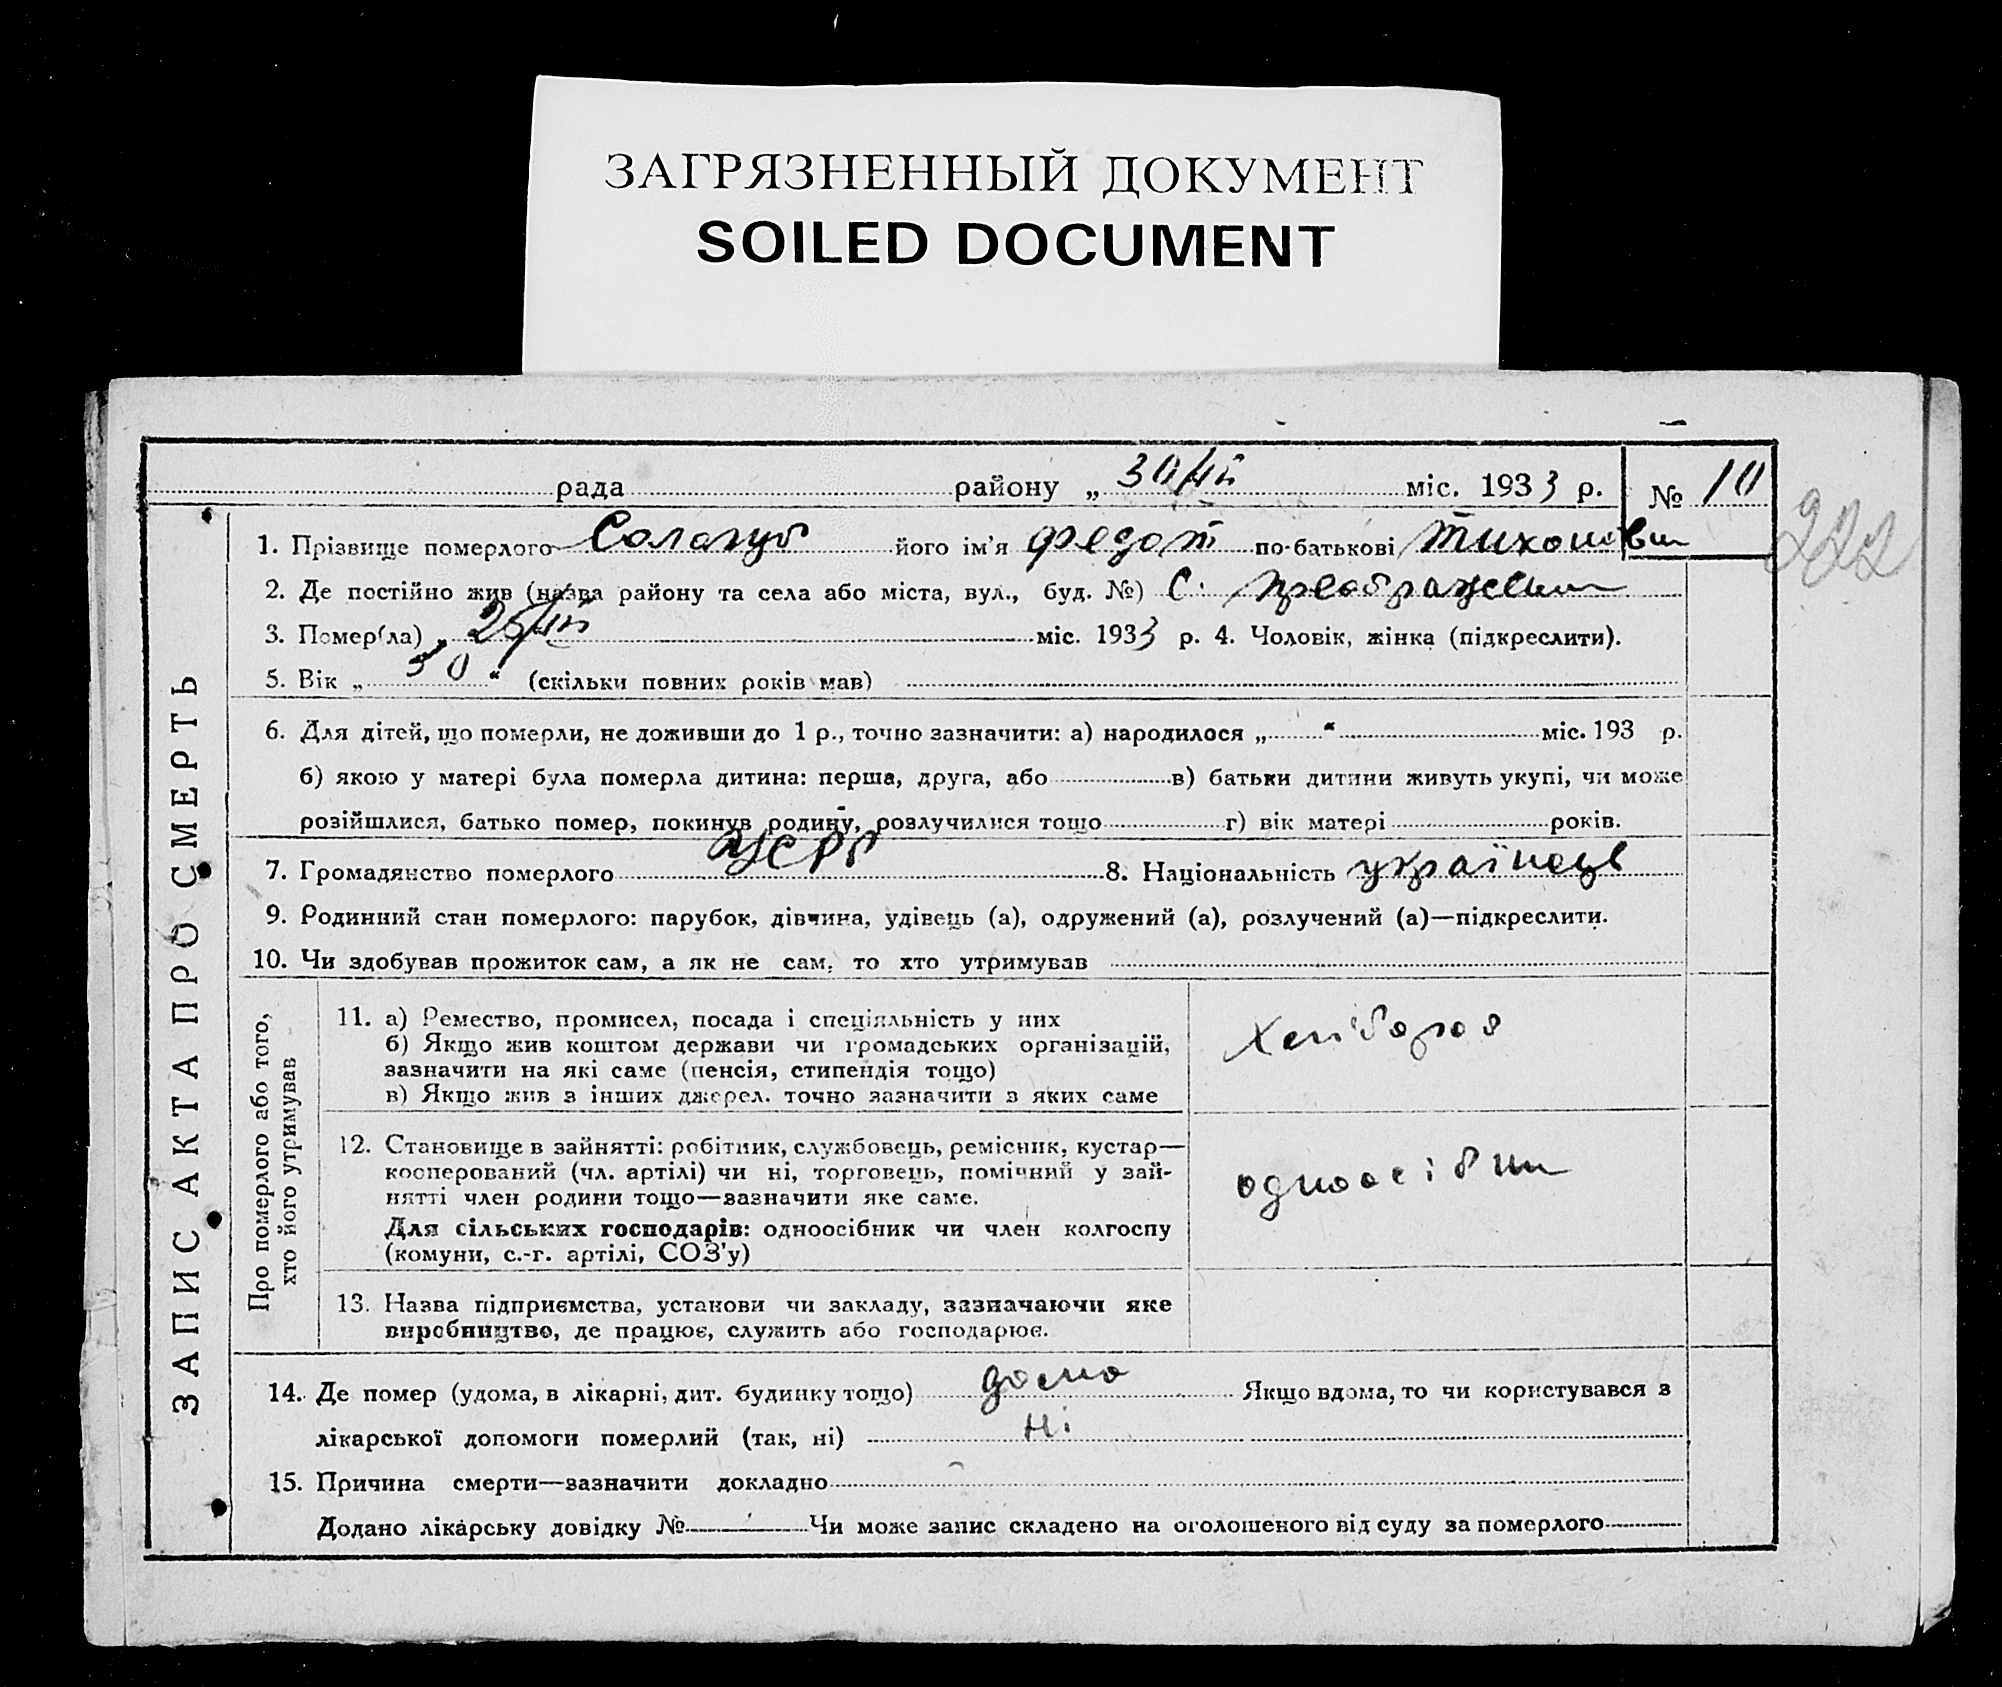 ЗАГРЯЗНЕННЫЙ ДОКУМЕНТ
SOILED DOCUMENT
рада району „ 30/ міс. 1933 р. № 10
222
1. Прізвище померлого Сологуб його ім'я Федот по-батькові Тихонович
2. Де постійно жив (назва району та села або міста, вул., буд. №) С.
3. Помер(ла) „ 25/ міс. 1933 р. 4. Чоловік, жінка (підкреслити).
5. Вік „ 50 “ (скільки повних років мав)
6. Для дітей, що померли, не доживши до 1 р., точно зазначити: а) народилося „ “ міс. 193 р.
б) якою у матері була померла дитина: перша, друга, або в) батьки дитини живуть укупі, чи може
розійшлися, батько помер, покинув родину, розлучилися тощо г) вік матері років.
7. Громадянство померлого УСРР 8. Національність українець
9. Родинний стан померлого: парубок, дівчина, удівець (а), одружений (а), розлучений (а)—підкреслити.
10. Чи здобував прожиток сам, а як не сам, то хто утримував
ЗАПИС АКТА ПРО СМЕРТЬ
Про померлого або того,
хто його утримував
11. а) Ремество, промисел, посада і спеціяльність у них
б) Якщо жив коштом держави чи громадських організацій,
зазначити на які саме (пенсія, стипендія тощо)
в) Якщо жив з інших джерел, точно зазначити з яких саме
Хлібороб
12. Становище в зайнятті: робітник, службовець, ремісник, кустар—
коcперований (чл. артілі) чи ні, торговець, помічний у зай-
нятті член родини тощо—зазначити яке саме.
Для сільських господарів: одноосібник чи член колгоспу
(комуни, с.-г. артілі, СОЗ'у)
одноосібник
13. Назва підприємства, установи чи закладу, зазначаючи яке
виробництво, де працює, служить або господарює.
14. Де помер (удома, в лікарні, дит. будинку тощо) дома Якщо вдома, то чи користувався з
лікарської допомоги померлий (так, ні) Ні
15. Причина смерти—зазначити докладно
Додано лікарську довідку № Чи може запис складено на оголошеного від суду за померлого